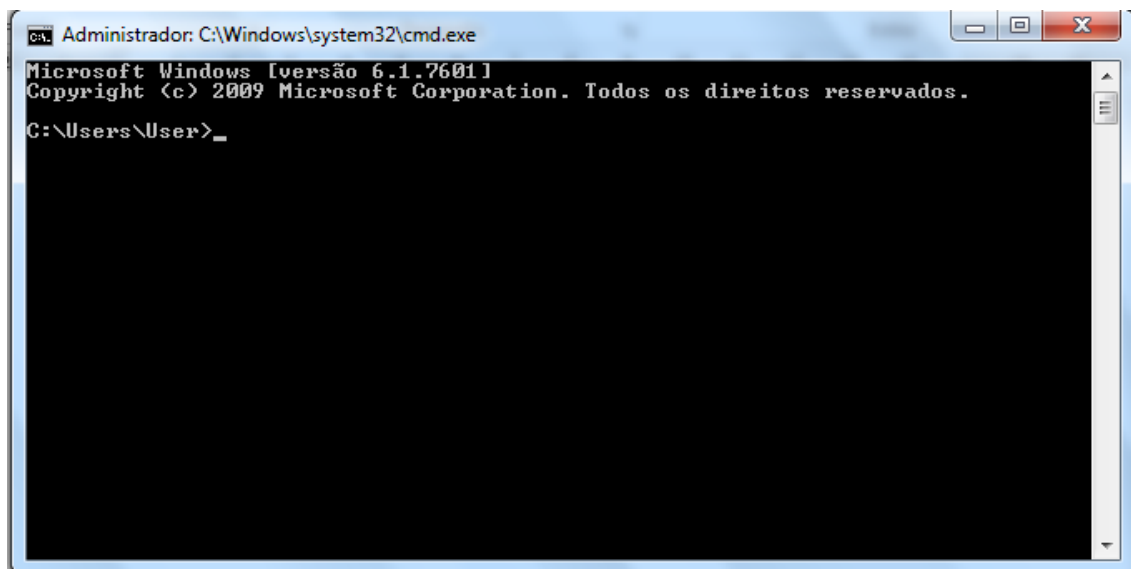 Administrador: C:\Windows\system32\cmd.exe
Microsoft Windows [versão 6.1.7601]
Copyright (c) 2009 Microsoft Corporation. Todos os direitos reservados.
C:\Users\User>_